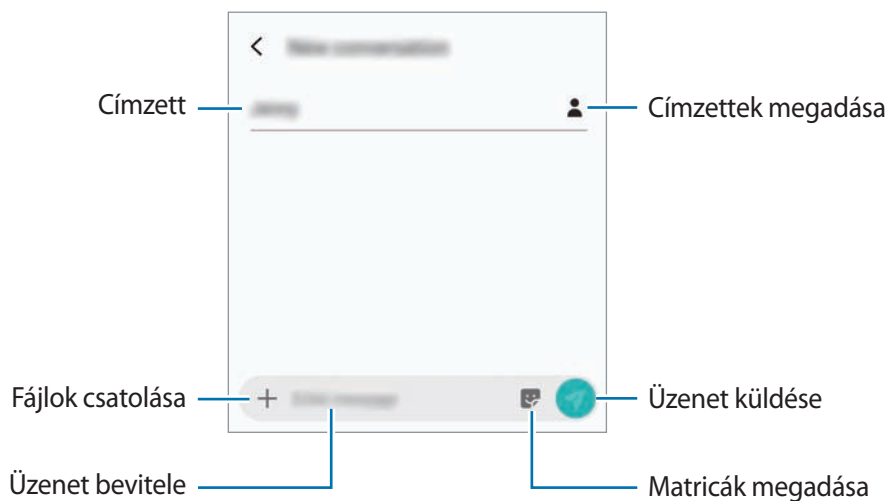 Címzett
Címzettek megadása
Fájlok csatolása
Üzenet küldése
Üzenet bevitele
Matricák megadása